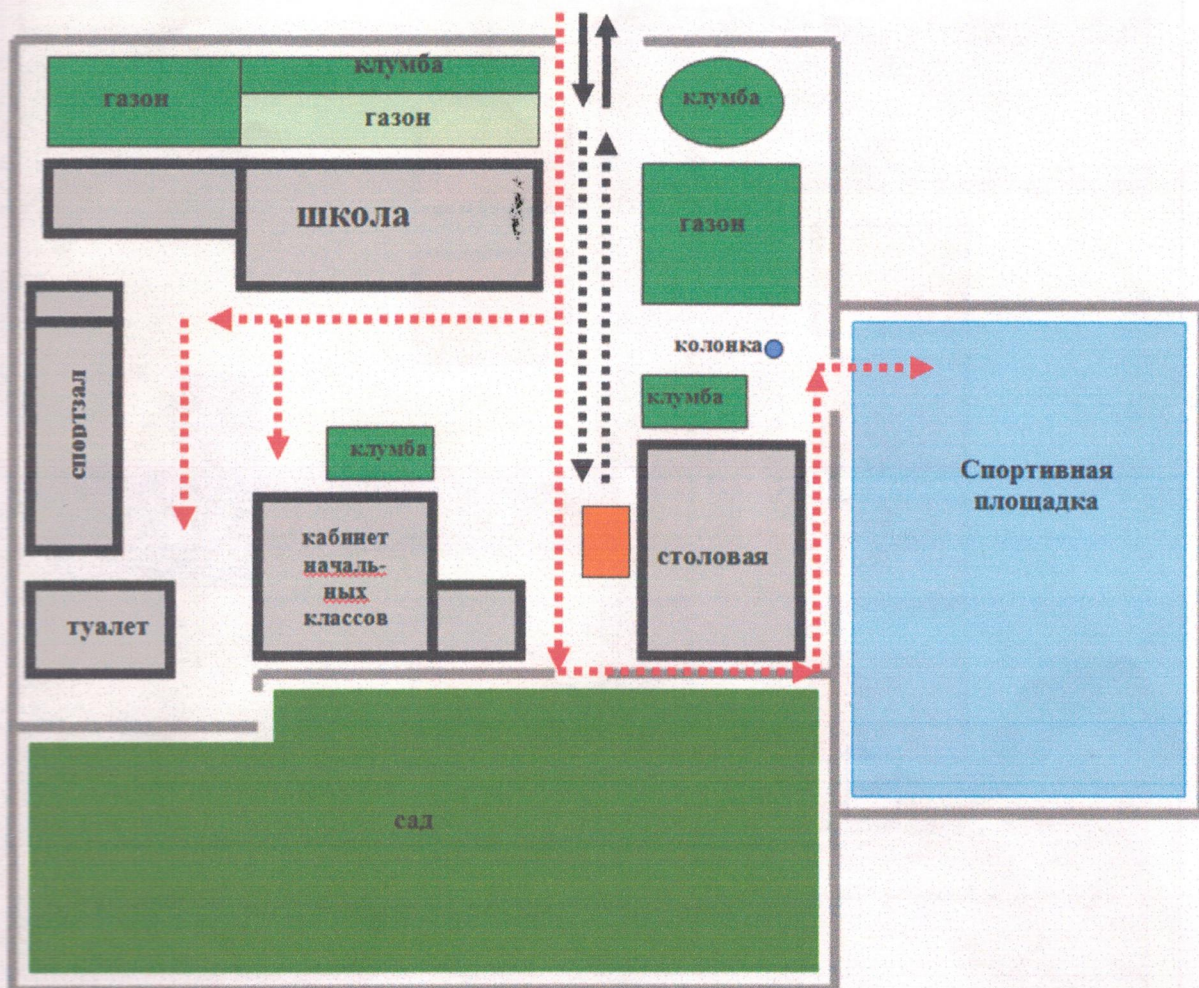 клумба
газон
газон
клумба
школа
газон
колонка
клумба
спортзал
клумба
Спортивная
площадка
кабинет
началь-
ных
классов
столовая
туалет
сад